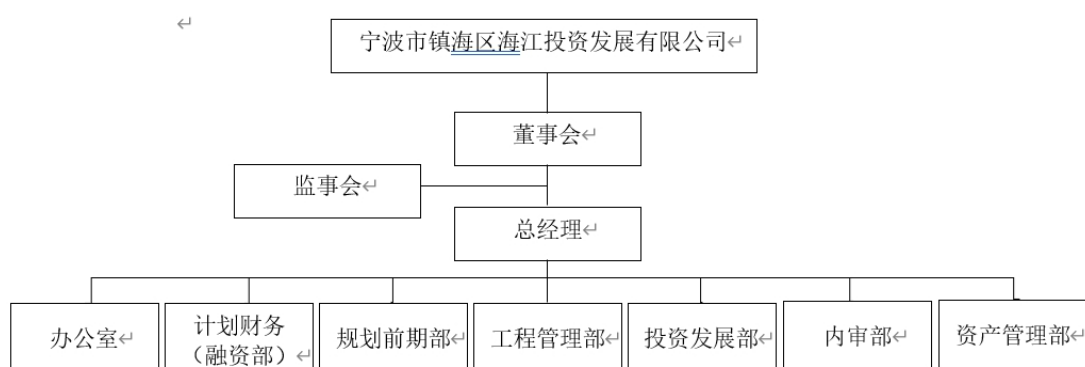 宁波市镇海区海江投资发展有限公司
董事会
监事会
总经理
办公室
计划财务
（融资部）
规划前期部
工程管理部
投资发展部
内审部
资产管理部